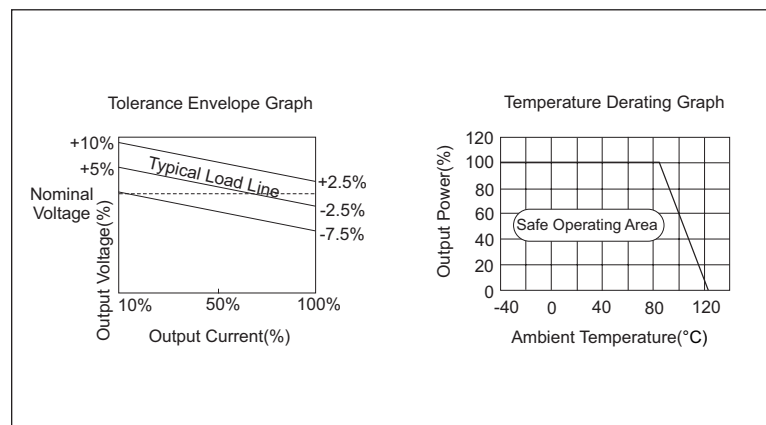 Tolerance Envelope Graph
+10%
+5%
Nominal
Voltage
Output Voltage(%)
Typical Load Line
+2.5%
-2.5%
-7.5%
10%
50%
100%
Output Current(%)
Temperature Derating Graph
Output Power(%)
120
100
80
60
40
20
0
Safe Operating Area
-40
0
40
80
120
Ambient Temperature(°C)